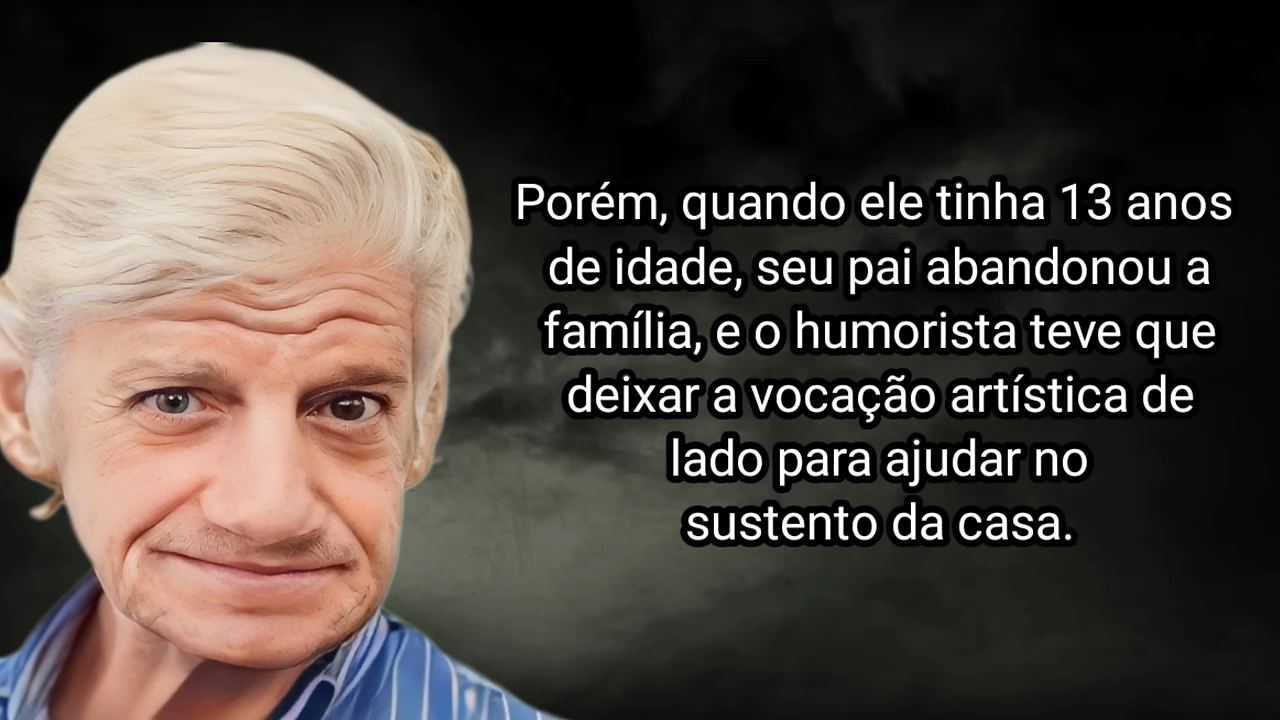 Porém, quando ele tinha 13 anos
de idade, seu pai abandonou a
família, e o humorista teve que
deixar a vocação artística de
lado para ajudar no
sustento da casa.